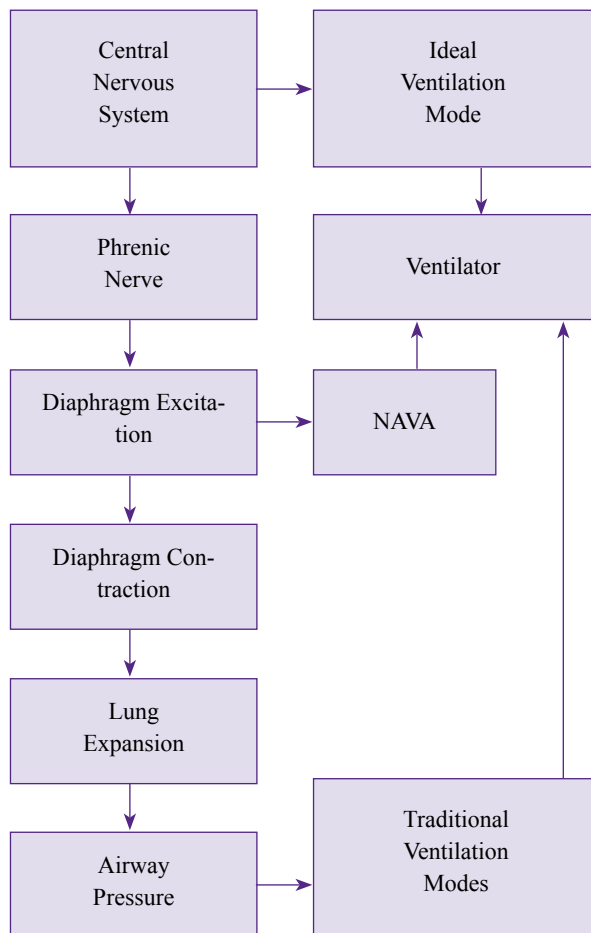 Central
Nervous
System
Ideal
Ventilation
Mode
Phrenic
Nerve
Ventilator
Diaphragm Excita-
tion
NAVA
Diaphragm Con-
traction
Lung
Expansion
Airway
Pressure
Traditional
Ventilation
Modes